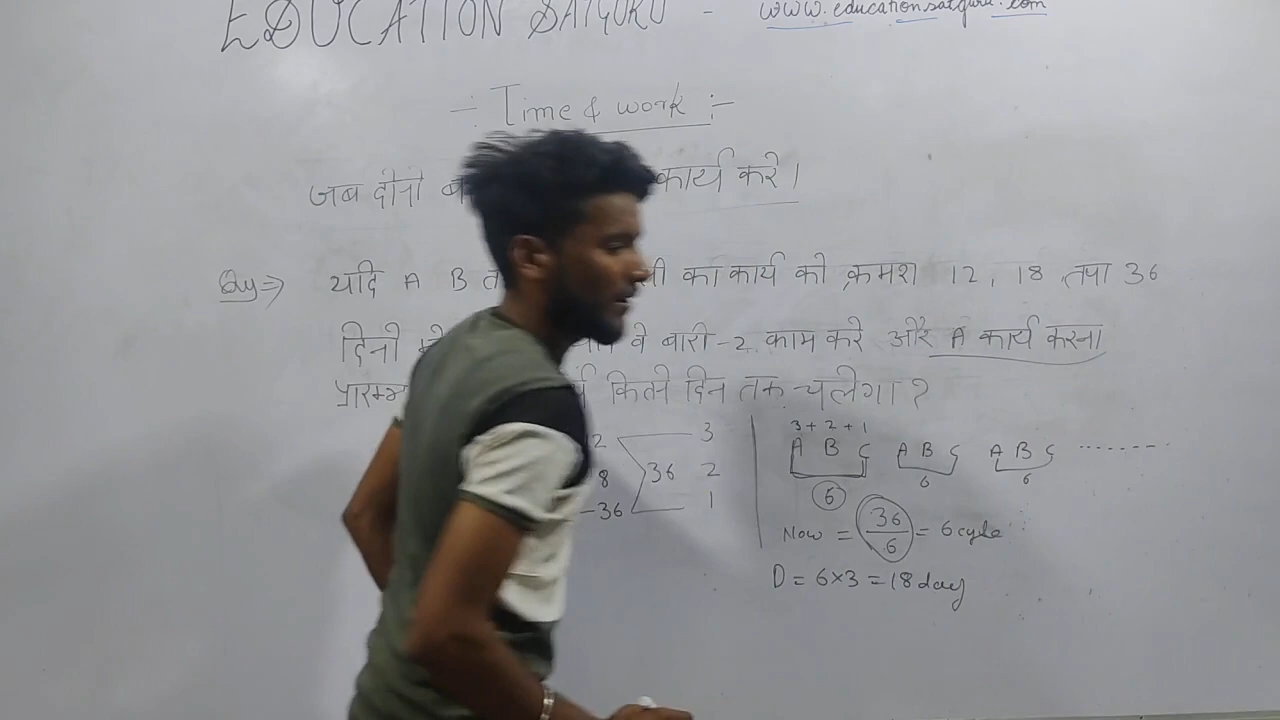 EDUCATION SATGURU - www.educationsatguru.com
-: Time & work :-
जब दोनो कार्य करे।
Qy⇒ यदि A B का कार्य को क्रमश 12, 18 तथा 36
दिनो वे बारी-2 काम करे और A कार्य करना
प्रारम्भ कितने दिन तक चलेगा?
2 3
8 36 2
-36 1
3+2+1
A B C A B C A B C ........
6 6 6
Now = 36/6 = 6 cycle
D = 6×3 = 18 day